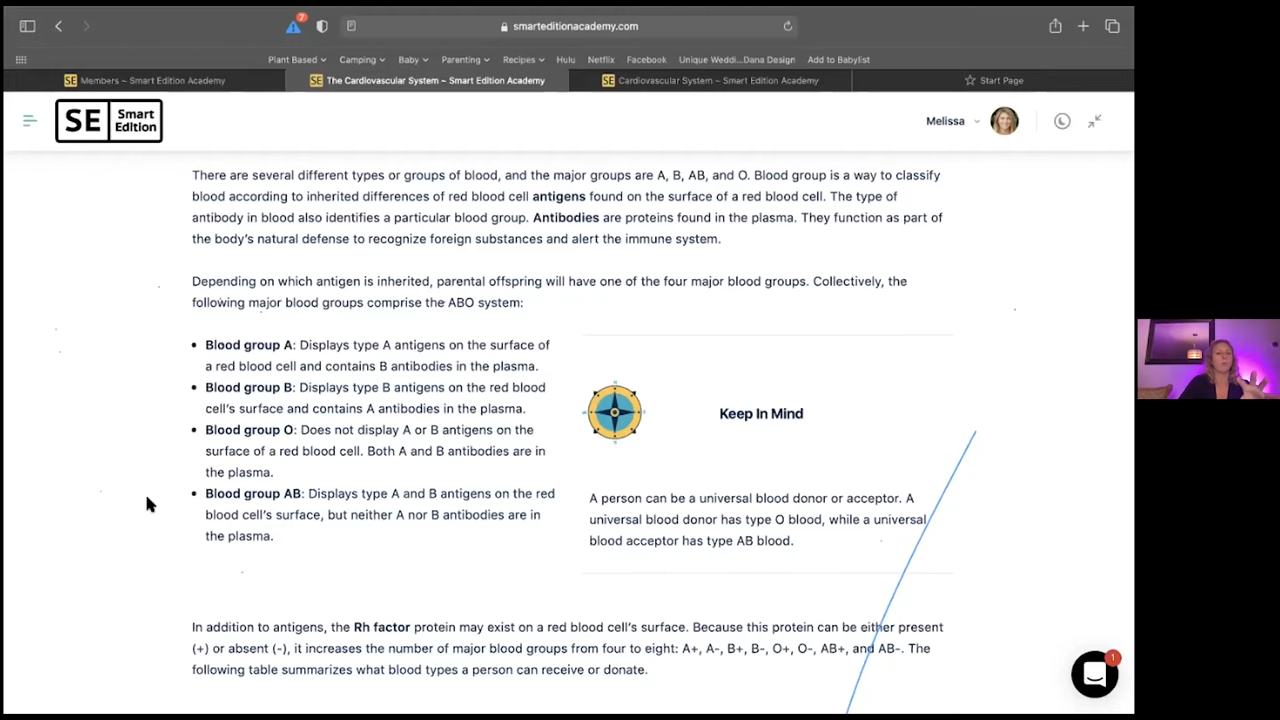 7
smarteditionacademy.com
Plant Based Camping Baby Parenting Recipes Hulu Netflix Facebook Unique Weddi...Dana Design Add to Babylist
SE Members ~ Smart Edition Academy
SE The Cardiovascular System ~ Smart Edition Academy
SE Cardiovascular System ~ Smart Edition Academy
Start Page
SE Smart Edition
Melissa
There are several different types or groups of blood, and the major groups are A, B, AB, and O. Blood group is a way to classify
blood according to inherited differences of red blood cell antigens found on the surface of a red blood cell. The type of
antibody in blood also identifies a particular blood group. Antibodies are proteins found in the plasma. They function as part of
the body's natural defense to recognize foreign substances and alert the immune system.
Depending on which antigen is inherited, parental offspring will have one of the four major blood groups. Collectively, the
following major blood groups comprise the ABO system:
• Blood group A: Displays type A antigens on the surface of
a red blood cell and contains B antibodies in the plasma.
• Blood group B: Displays type B antigens on the red blood
cell's surface and contains A antibodies in the plasma.
• Blood group O: Does not display A or B antigens on the
surface of a red blood cell. Both A and B antibodies are in
the plasma.
• Blood group AB: Displays type A and B antigens on the red
blood cell's surface, but neither A nor B antibodies are in
the plasma.
Keep In Mind
A person can be a universal blood donor or acceptor. A
universal blood donor has type O blood, while a universal
blood acceptor has type AB blood.
In addition to antigens, the Rh factor protein may exist on a red blood cell's surface. Because this protein can be either present
(+) or absent (-), it increases the number of major blood groups from four to eight: A+, A-, B+, B-, O+, O-, AB+, and AB-. The
following table summarizes what blood types a person can receive or donate.
1